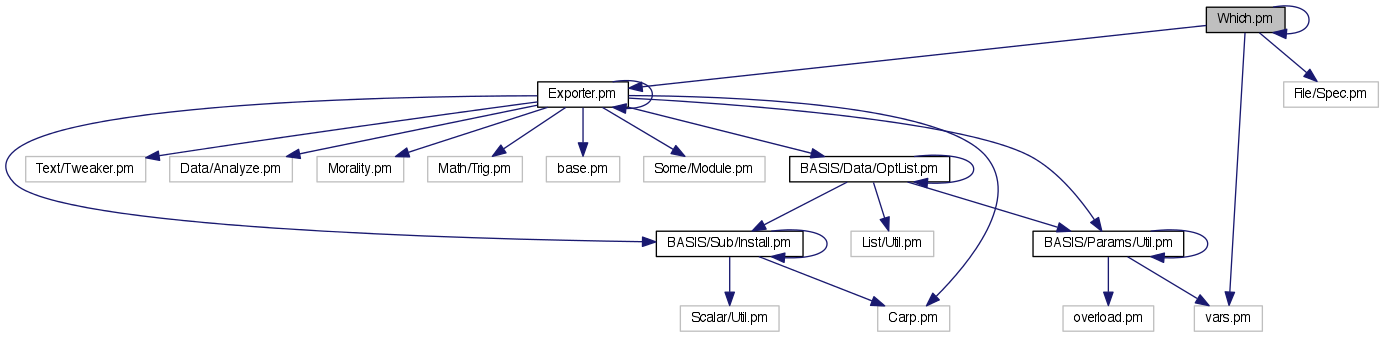 Which.pm
Exporter.pm
File/Spec.pm
Text/Tweaker.pm
Data/Analyze.pm
Morality.pm
Math/Trig.pm
base.pm
Some/Module.pm
BASIS/Data/OptList.pm
BASIS/Sub/Install.pm
List/Util.pm
BASIS/Params/Util.pm
Scalar/Util.pm
Carp.pm
overload.pm
vars.pm